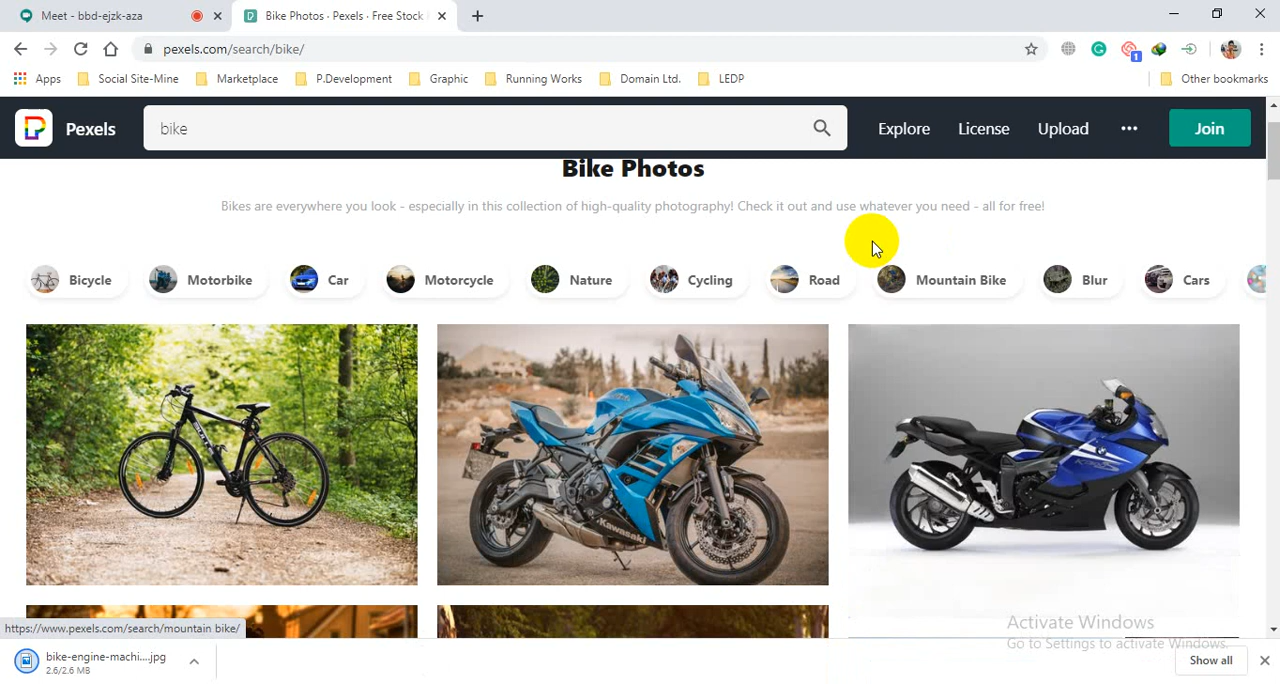 Meet - bbd-ejzk-aza
Bike Photos · Pexels · Free Stock
pexels.com/search/bike/
1
Apps
Social Site-Mine
Marketplace
P.Development
Graphic
Running Works
Domain Ltd.
LEDP
Other bookmarks
Pexels
bike
Explore
License
Upload
Join
Bike Photos
Bikes are everywhere you look - especially in this collection of high-quality photography! Check it out and use whatever you need - all for free!
Bicycle
Motorbike
Car
Motorcycle
Nature
Cycling
Road
Mountain Bike
Blur
Cars
Kawasaki
https://www.pexels.com/search/mountain bike/
Activate Windows
Go to Settings to activate Windows.
bike-engine-machi....jpg
2.6/2.6 MB
Show all